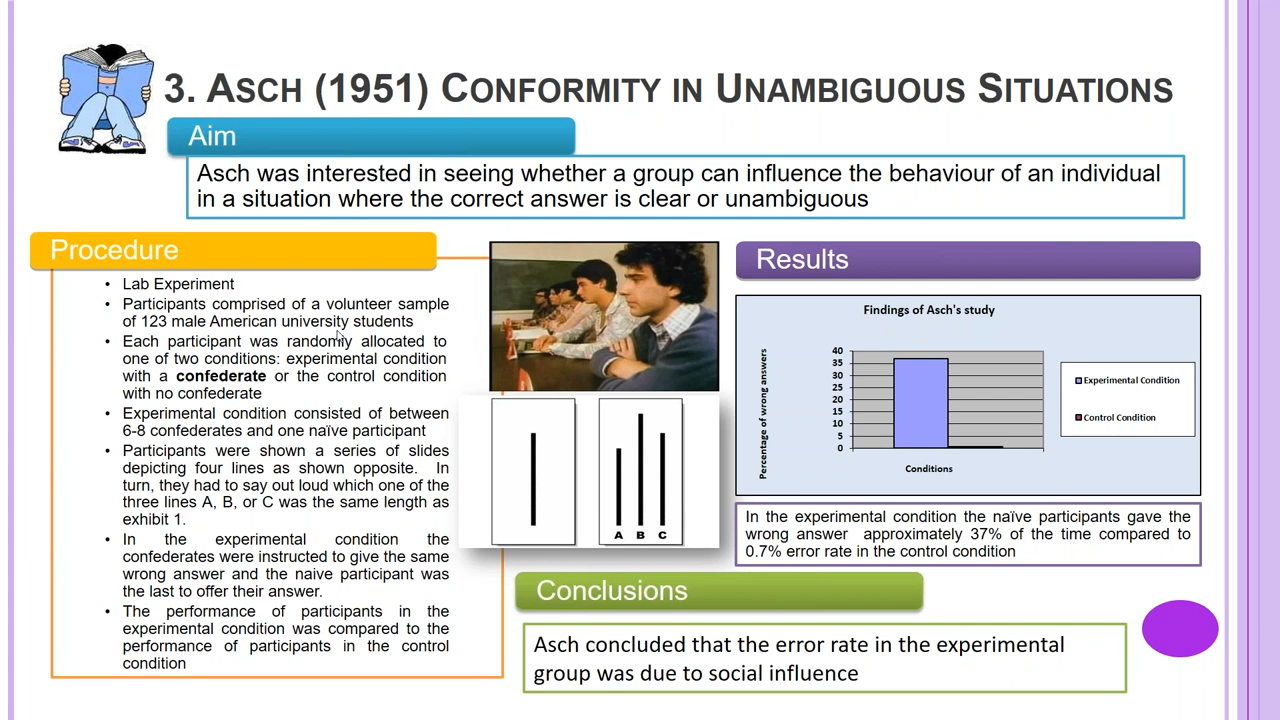 3. Asch (1951) Conformity in Unambiguous Situations
Aim
Asch was interested in seeing whether a group can influence the behaviour of an individual
in a situation where the correct answer is clear or unambiguous
Procedure
• Lab Experiment
• Participants comprised of a volunteer sample
of 123 male American university students
• Each participant was randomly allocated to
one of two conditions: experimental condition
with a confederate or the control condition
with no confederate
• Experimental condition consisted of between
6-8 confederates and one naïve participant
• Participants were shown a series of slides
depicting four lines as shown opposite. In
turn, they had to say out loud which one of the
three lines A, B, or C was the same length as
exhibit 1.
• In the experimental condition the
confederates were instructed to give the same
wrong answer and the naive participant was
the last to offer their answer.
• The performance of participants in the
experimental condition was compared to the
performance of participants in the control
condition
A B C
Results
Findings of Asch's study
Percentage of wrong answers
40
35
30
25
20
15
10
5
0
Conditions
Experimental Condition
Control Condition
In the experimental condition the naïve participants gave the
wrong answer approximately 37% of the time compared to
0.7% error rate in the control condition
Conclusions
Asch concluded that the error rate in the experimental
group was due to social influence